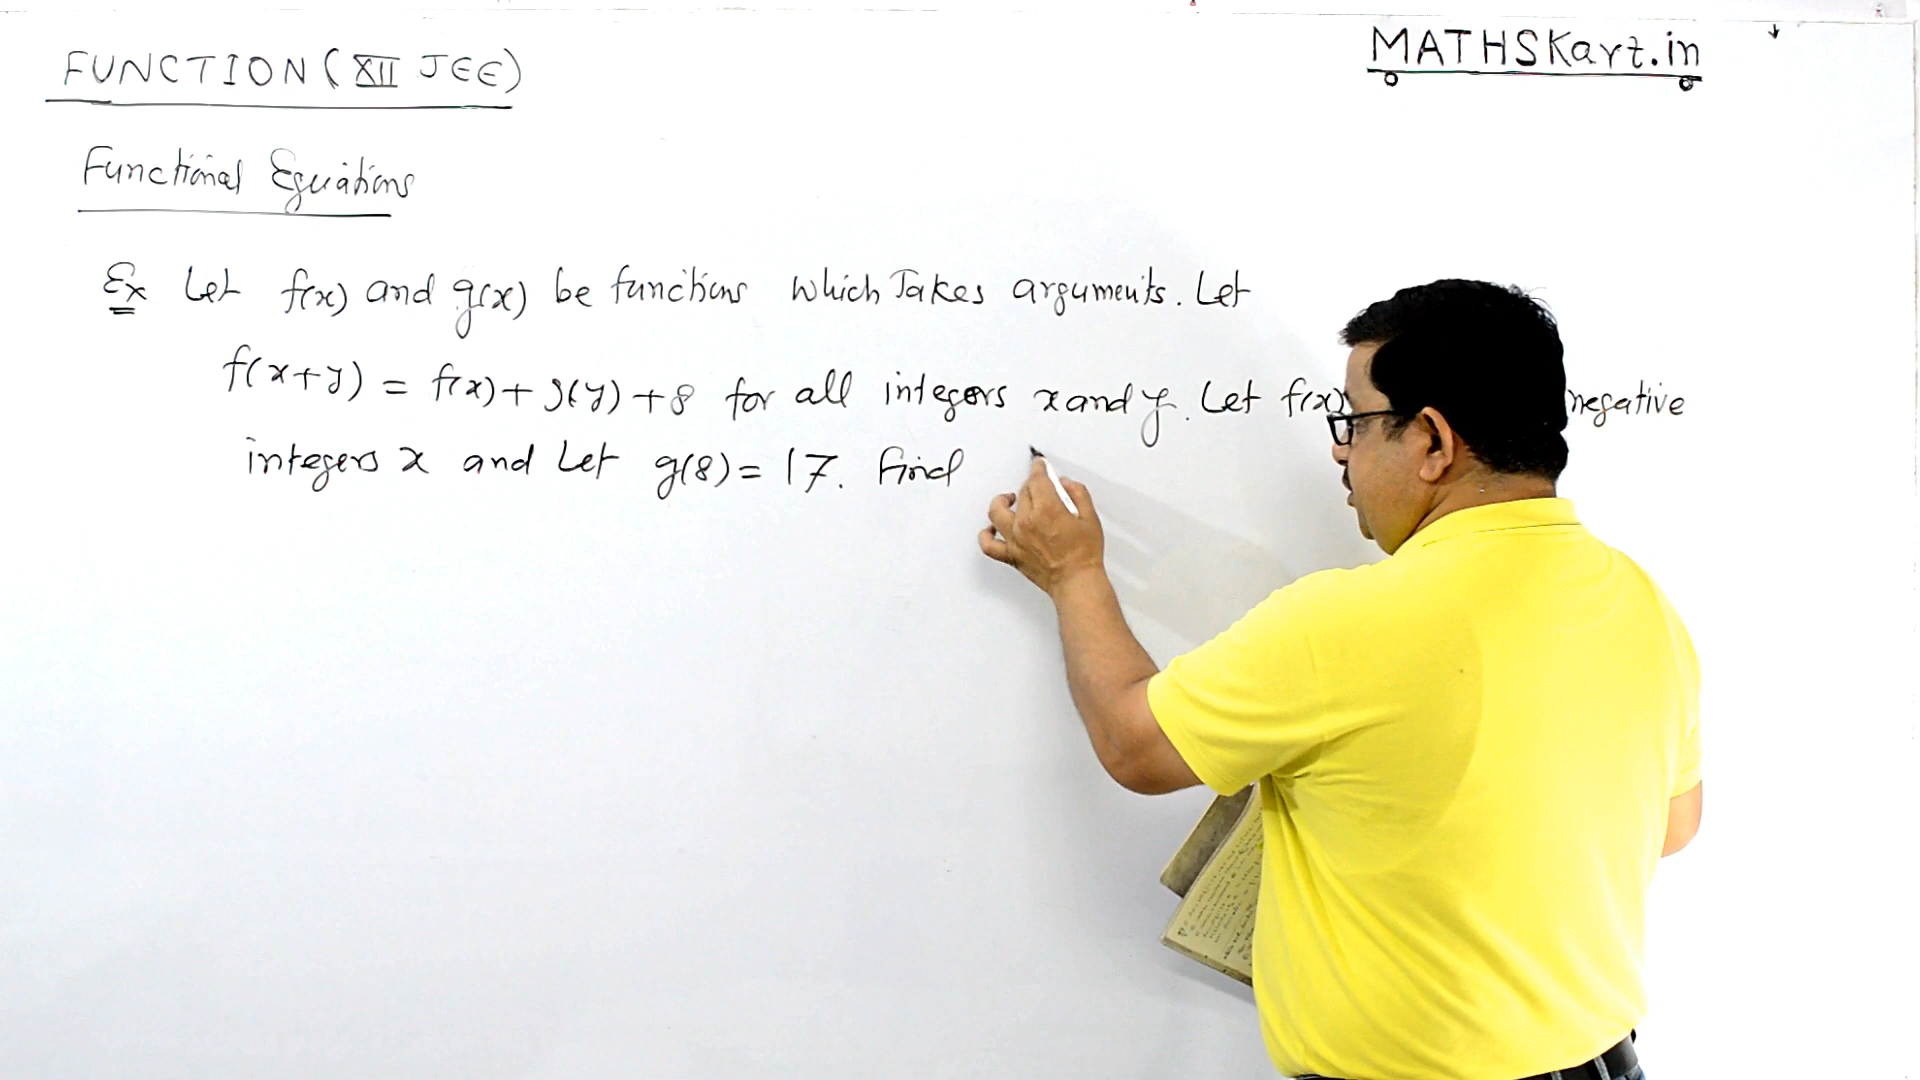 FUNCTION (XII JEE)
MATHSKart.in
Functional Equations
Ex Let f(x) and g(x) be functions which Takes arguments. Let
f(x+y) = f(x) + g(y) + 8 for all integers x and y. Let f(x) negative
integers x and Let g(8) = 17. Find